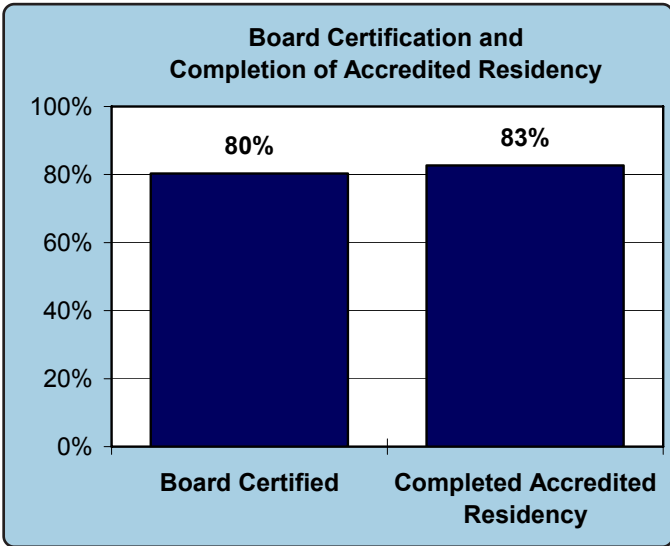 Board Certification and
Completion of Accredited Residency
100%
80%
60%
40%
20%
0%
80%
83%
Board Certified
Completed Accredited
Residency